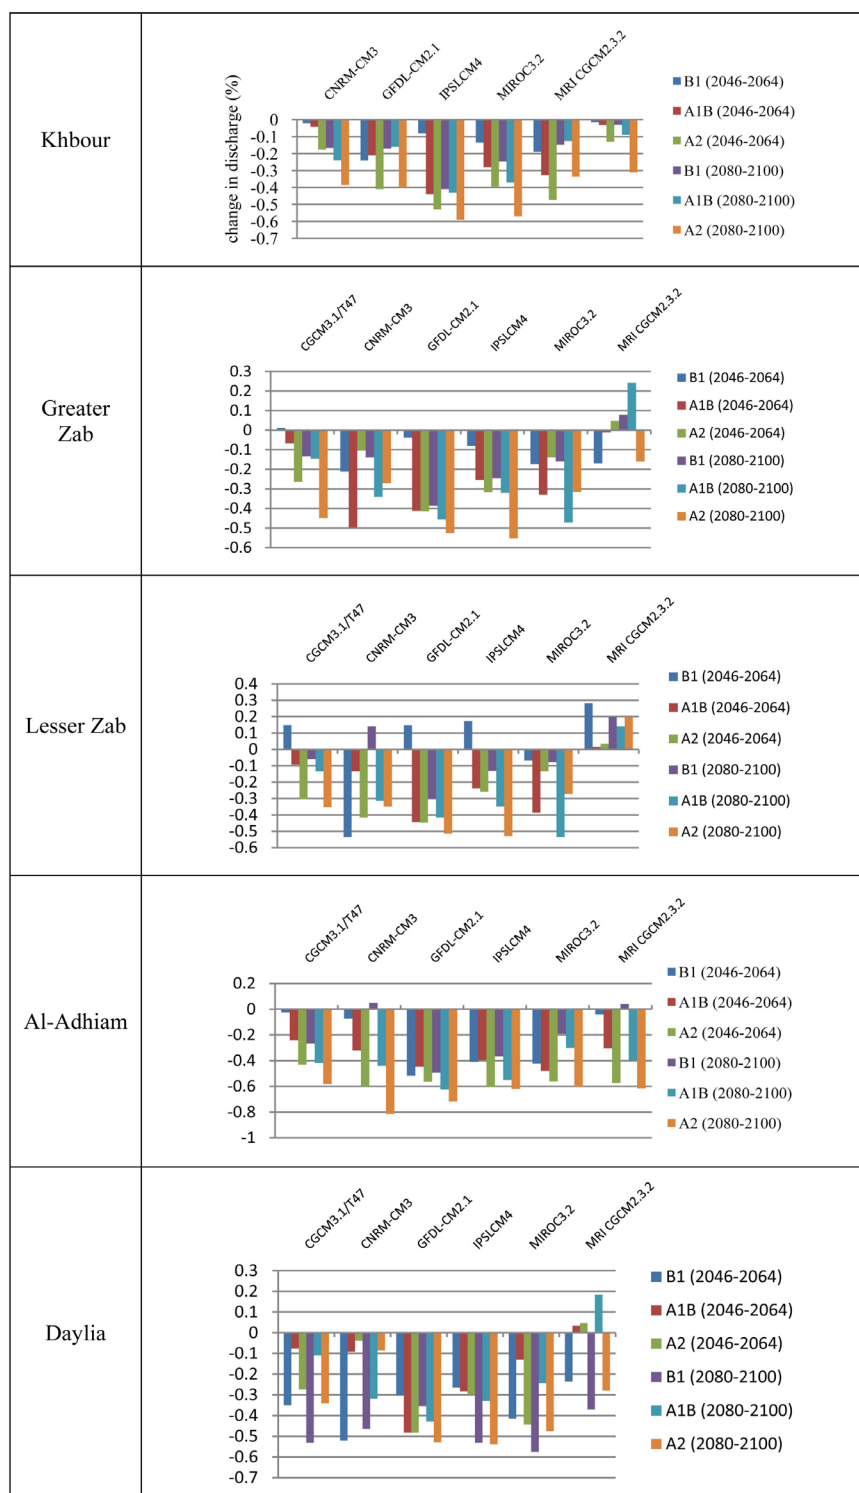 Khbour
CNRM-CM3
GFDL-CM2.1
IPSLCM4
MIROC3.2
MRI CGCM2.3.2
change in discharge (%)
0
-0.1
-0.2
-0.3
-0.4
-0.5
-0.6
-0.7
B1 (2046-2064)
A1B (2046-2064)
A2 (2046-2064)
B1 (2080-2100)
A1B (2080-2100)
A2 (2080-2100)
Greater
Zab
CGCM3.1/T47
CNRM-CM3
GFDL-CM2.1
IPSLCM4
MIROC3.2
MRI CGCM2.3.2
0.3
0.2
0.1
0
-0.1
-0.2
-0.3
-0.4
-0.5
-0.6
B1 (2046-2064)
A1B (2046-2064)
A2 (2046-2064)
B1 (2080-2100)
A1B (2080-2100)
A2 (2080-2100)
Lesser Zab
CGCM3.1/T47
CNRM-CM3
GFDL-CM2.1
IPSLCM4
MIROC3.2
MRI CGCM2.3.2
0.4
0.3
0.2
0.1
0
-0.1
-0.2
-0.3
-0.4
-0.5
-0.6
B1 (2046-2064)
A1B (2046-2064)
A2 (2046-2064)
B1 (2080-2100)
A1B (2080-2100)
A2 (2080-2100)
Al-Adhiam
CGCM3.1/T47
CNRM-CM3
GFDL-CM2.1
IPSLCM4
MIROC3.2
MRI CGCM2.3.2
0.2
0
-0.2
-0.4
-0.6
-0.8
-1
B1 (2046-2064)
A1B (2046-2064)
A2 (2046-2064)
B1 (2080-2100)
A1B (2080-2100)
A2 (2080-2100)
Daylia
CGCM3.1/T47
CNRM-CM3
GFDL-CM2.1
IPSLCM4
MIROC3.2
MRI CGCM2.3.2
0.3
0.2
0.1
0
-0.1
-0.2
-0.3
-0.4
-0.5
-0.6
-0.7
B1 (2046-2064)
A1B (2046-2064)
A2 (2046-2064)
B1 (2080-2100)
A1B (2080-2100)
A2 (2080-2100)